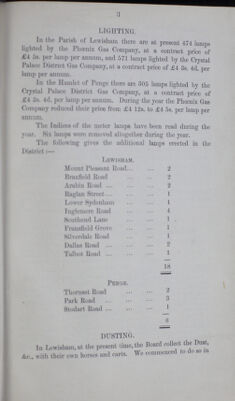 3
LIGHTING.
In the Parish of Lewisham there are at present 474 lamps
lighted by the Phœnix Gas Company, at a contract price of
£4 5s. per lamp per annum, and 571 lamps lighted by the Crystal
Palace District Gas Company, at a contract price of £4 3s. 4d. per
lamp per annum.
In the Hamlet of Penge there are 305 lamps lighted by the
Crystal Palace District Gas Company, at a contract price of
£4 3s. 4d. per lamp per annum. During the year the Phœnix Gas
Company reduced their price from £4 12s. to £4 5s. per lamp per
annum.
The Indices of the meter lamps have been read during the
year. Six lamps were removed altogether during the year.
The following gives the additional lamps erected in the
District :—
LEWISHAM.
Mount Pleasant Road... ... 2
Road ... ... 2
Arabin Road ... ... ... 2
Raglan Street ... ... ... 1
Lower Sydenham ... ... 1
Inglemere Road ... ... 4
Southend Lane ... ... 1
Grove ... ... 1
Silverdale Road ... ... 1
Dallas Road ... ... ... 2
Talbot Road ... ... ... 1
18
PENGE.
Thornset Road ... ... 2
Park Road ... ... ... 3
Stodart Road ... ... ... 1
6
DUSTING.
In Lewisham, at the present time, the Board collect the Dust,
&c., with their own horses and carts. We commenced to do so in